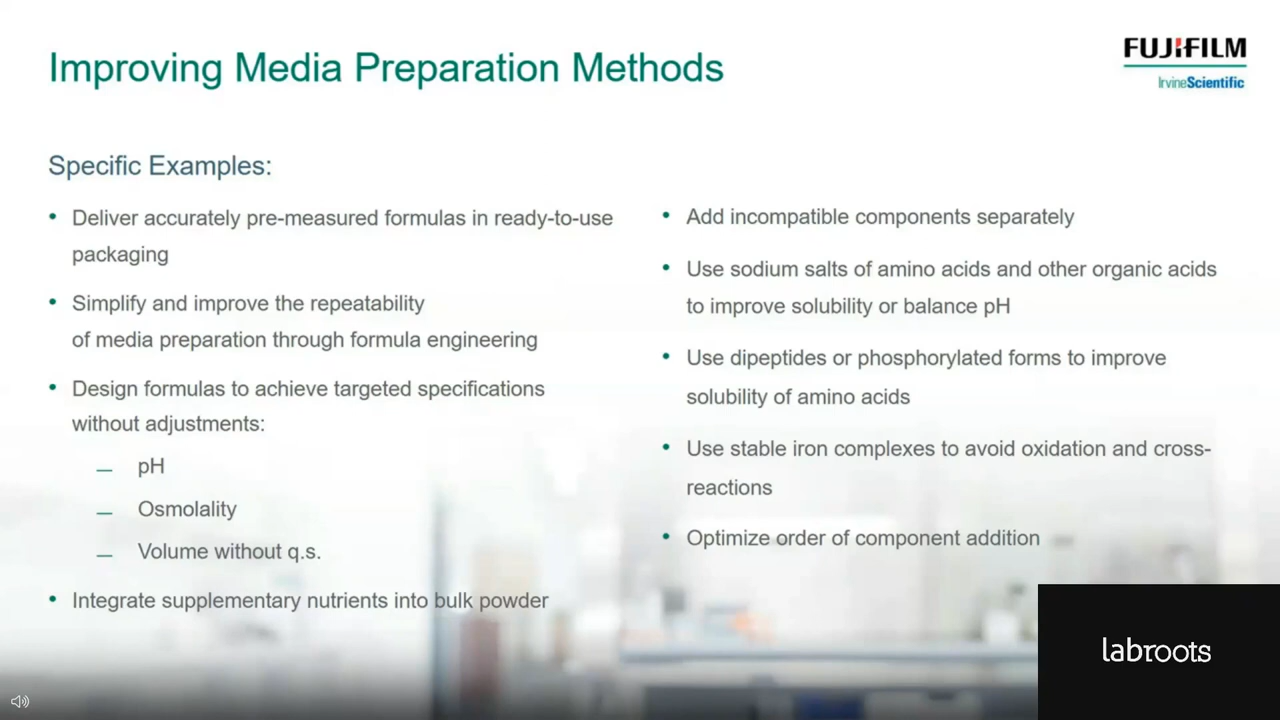 Improving Media Preparation Methods
FUJIFILM
IrvineScientific
Specific Examples:
• Deliver accurately pre-measured formulas in ready-to-use
packaging
• Simplify and improve the repeatability
of media preparation through formula engineering
• Design formulas to achieve targeted specifications
without adjustments:
— pH
— Osmolality
— Volume without q.s.
• Integrate supplementary nutrients into bulk powder
• Add incompatible components separately
• Use sodium salts of amino acids and other organic acids
to improve solubility or balance pH
• Use dipeptides or phosphorylated forms to improve
solubility of amino acids
• Use stable iron complexes to avoid oxidation and cross-
reactions
• Optimize order of component addition
labroots